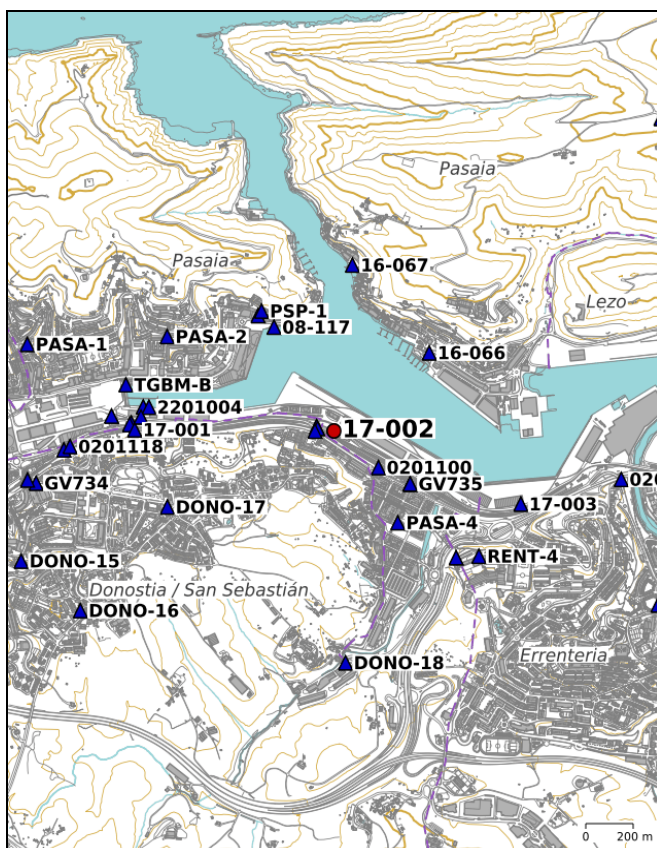 Pasaia
Pasaia
16-067
Lezo
PSP-1
08-117
PASA-1
PASA-2
16-066
TGBM-B
2201004
17-001
17-002
0201118
0201100
GV734
GV735
DONO-17
17-003
020
PASA-4
DONO-15
RENT-4
Donostia / San Sebastián
DONO-16
Errenteria
DONO-18
0 200 m